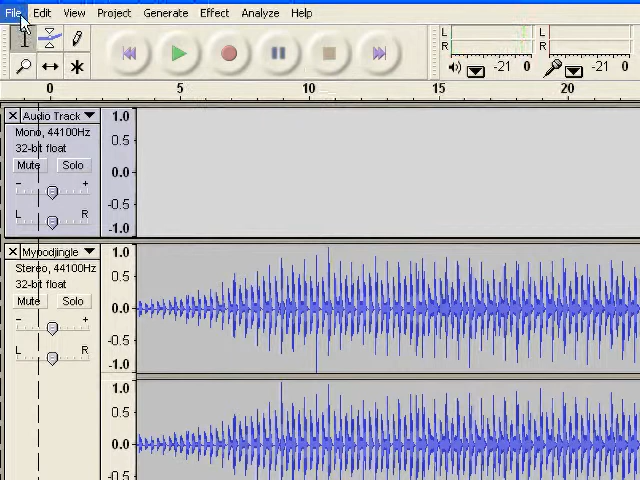 File Edit View Project Generate Effect Analyze Help
L
R
-21 0
L
R
-21 0
0 5 10 15 20
Audio Track
Mono, 44100Hz
32-bit float
Mute Solo
- +
L R
1.0
0.5
0.0
-0.5
-1.0
Mypodjingle
Stereo, 44100Hz
32-bit float
Mute Solo
- +
L R
1.0
0.5
0.0
-0.5
-1.0
1.0
0.5
0.0
-0.5